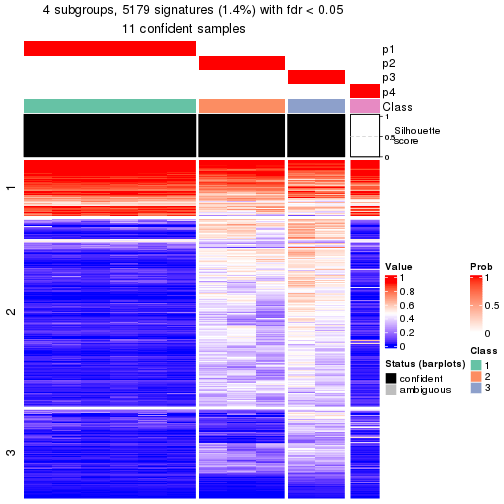 4 subgroups, 5179 signatures (1.4%) with fdr < 0.05
11 confident samples
p1
p2
p3
p4
Class
1
0.5
0
Silhouette
score
1
2
3
Value
1
0.8
0.6
0.4
0.2
0
Prob
1
0.5
0
Status (barplots)
confident
ambiguous
Class
1
2
3